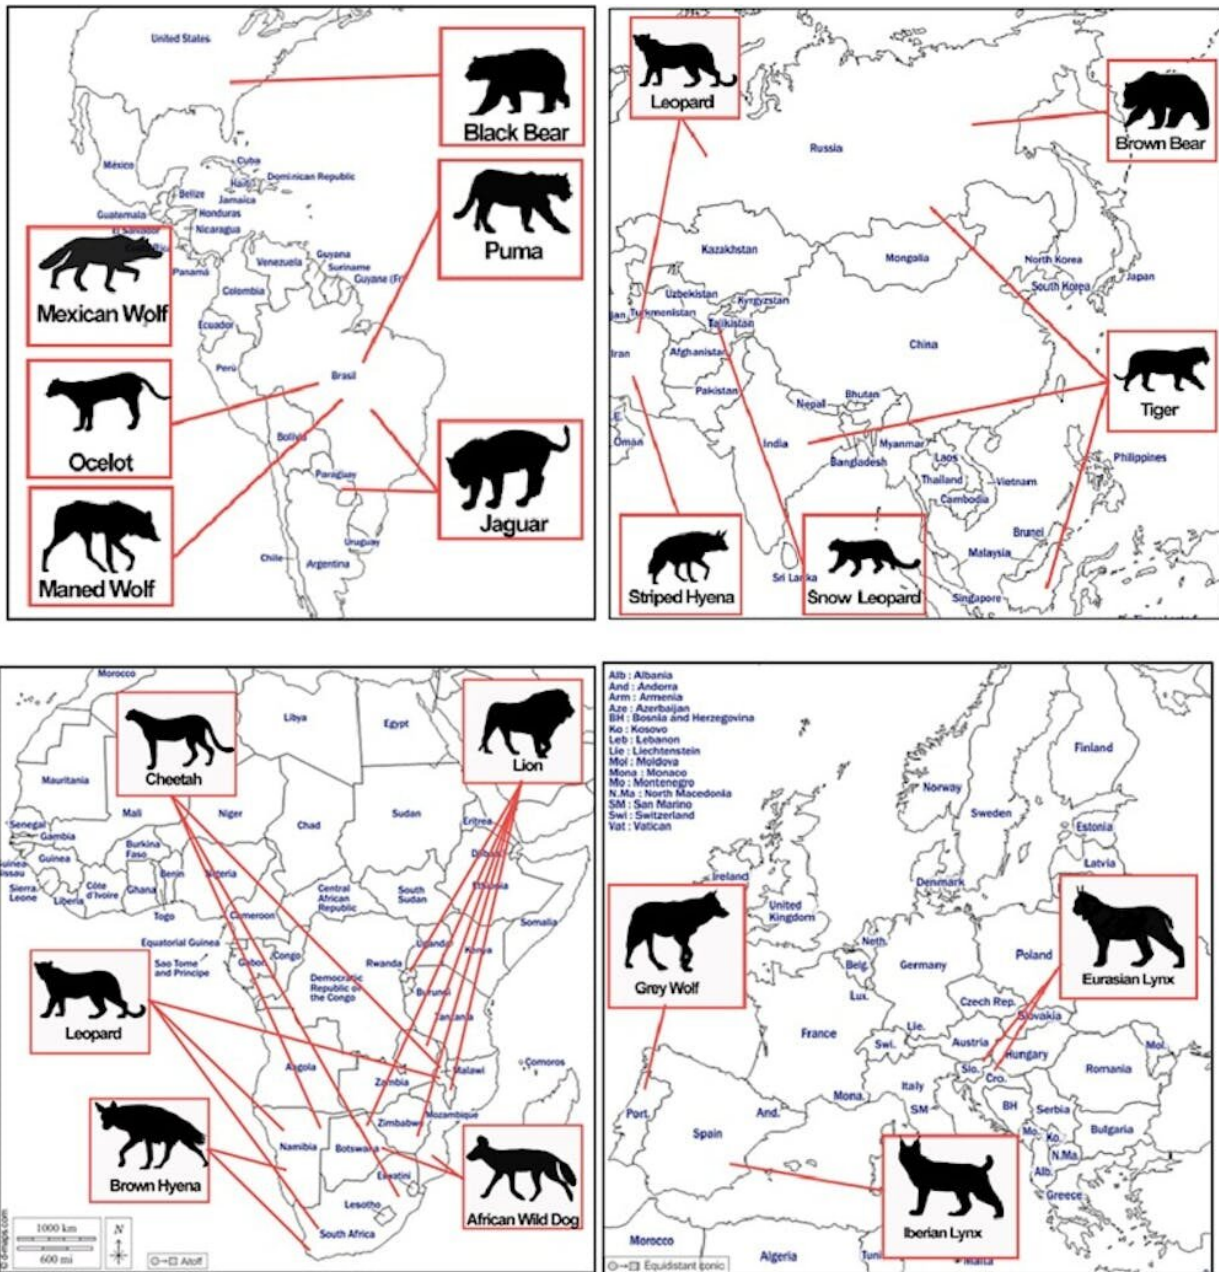 United States
Black Bear
México
Cuba
Haiti
Dominican Republic
Jamaica
Belize
Honduras
Guatemala
El Salvador
Nicaragua
Panamá
Mexican Wolf
Puma
Venezuela
Guyana
Suriname
Guyane (Fr)
Colombia
Ecuador
Perú
Brasil
Ocelot
Bolivia
Paraguay
Jaguar
Uruguay
Chile
Argentina
Maned Wolf
Leopard
Brown Bear
Russia
Kazakhstan
Mongalia
North Korea
South Korea
Japan
Uzbekistan
Kyrgyzstan
Turkmenistan
Tajikistan
Iran
Afghanistan
China
Pakistan
Nepal
Bhutan
Tiger
Oman
India
Bangladesh
Myanmar
Laos
Thailand
Vietnam
Cambodia
Philippines
Brunei
Malaysia
Sri Lanka
Singapore
Striped Hyena
Snow Leopard
Morocco
Libya
Egypt
Cheetah
Lion
Mauritania
Mali
Niger
Chad
Sudan
Eritrea
Senegal
Gambia
Guinea
Burkina
Faso
Benin
Nigeria
Sierra
Leone
Liberia
Côte
d'Ivoire
Ghana
Togo
Cameroon
Central
African
Republic
South
Sudan
Ethiopia
Somalia
Equatorial Guinea
Sao Tome
and Principe
Gabon
Congo
Democratic
Republic of
the Congo
Rwanda
Uganda
Kenya
Burundi
Tanzania
Leopard
Angola
Zambia
Malawi
Comoros
Mozambique
Zimbabwe
Namibia
Botswana
Eswatini
Lesotho
South Africa
Brown Hyena
African Wild Dog
1000 km
600 mi
N
Aitoff
© d-maps.com
Alb : Albania
And : Andorra
Arm : Armenia
Aze : Azerbaijan
BH : Bosnia and Herzegovina
Ko : Kosovo
Leb : Lebanon
Lie : Liechtenstein
Mol : Moldova
Mona : Monaco
Mo : Montenegro
N.Ma : North Macedonia
SM : San Marino
Swi : Switzerland
Vat : Vatican
Finland
Norway
Sweden
Estonia
Latvia
Denmark
Ireland
United
Kingdom
Grey Wolf
Eurasian Lynx
Neth.
Belg.
Germany
Poland
Lux.
Czech Rep.
Slovakia
France
Lie.
Swi.
Austria
Hungary
Mol.
Slo.
Cro.
Romania
Mona.
Italy
SM
BH
Serbia
Port.
Spain
And.
Mo.
Ko.
Bulgaria
N.Ma.
Alb.
Greece
Iberian Lynx
Morocco
Algeria
Malta
Equidistant conic